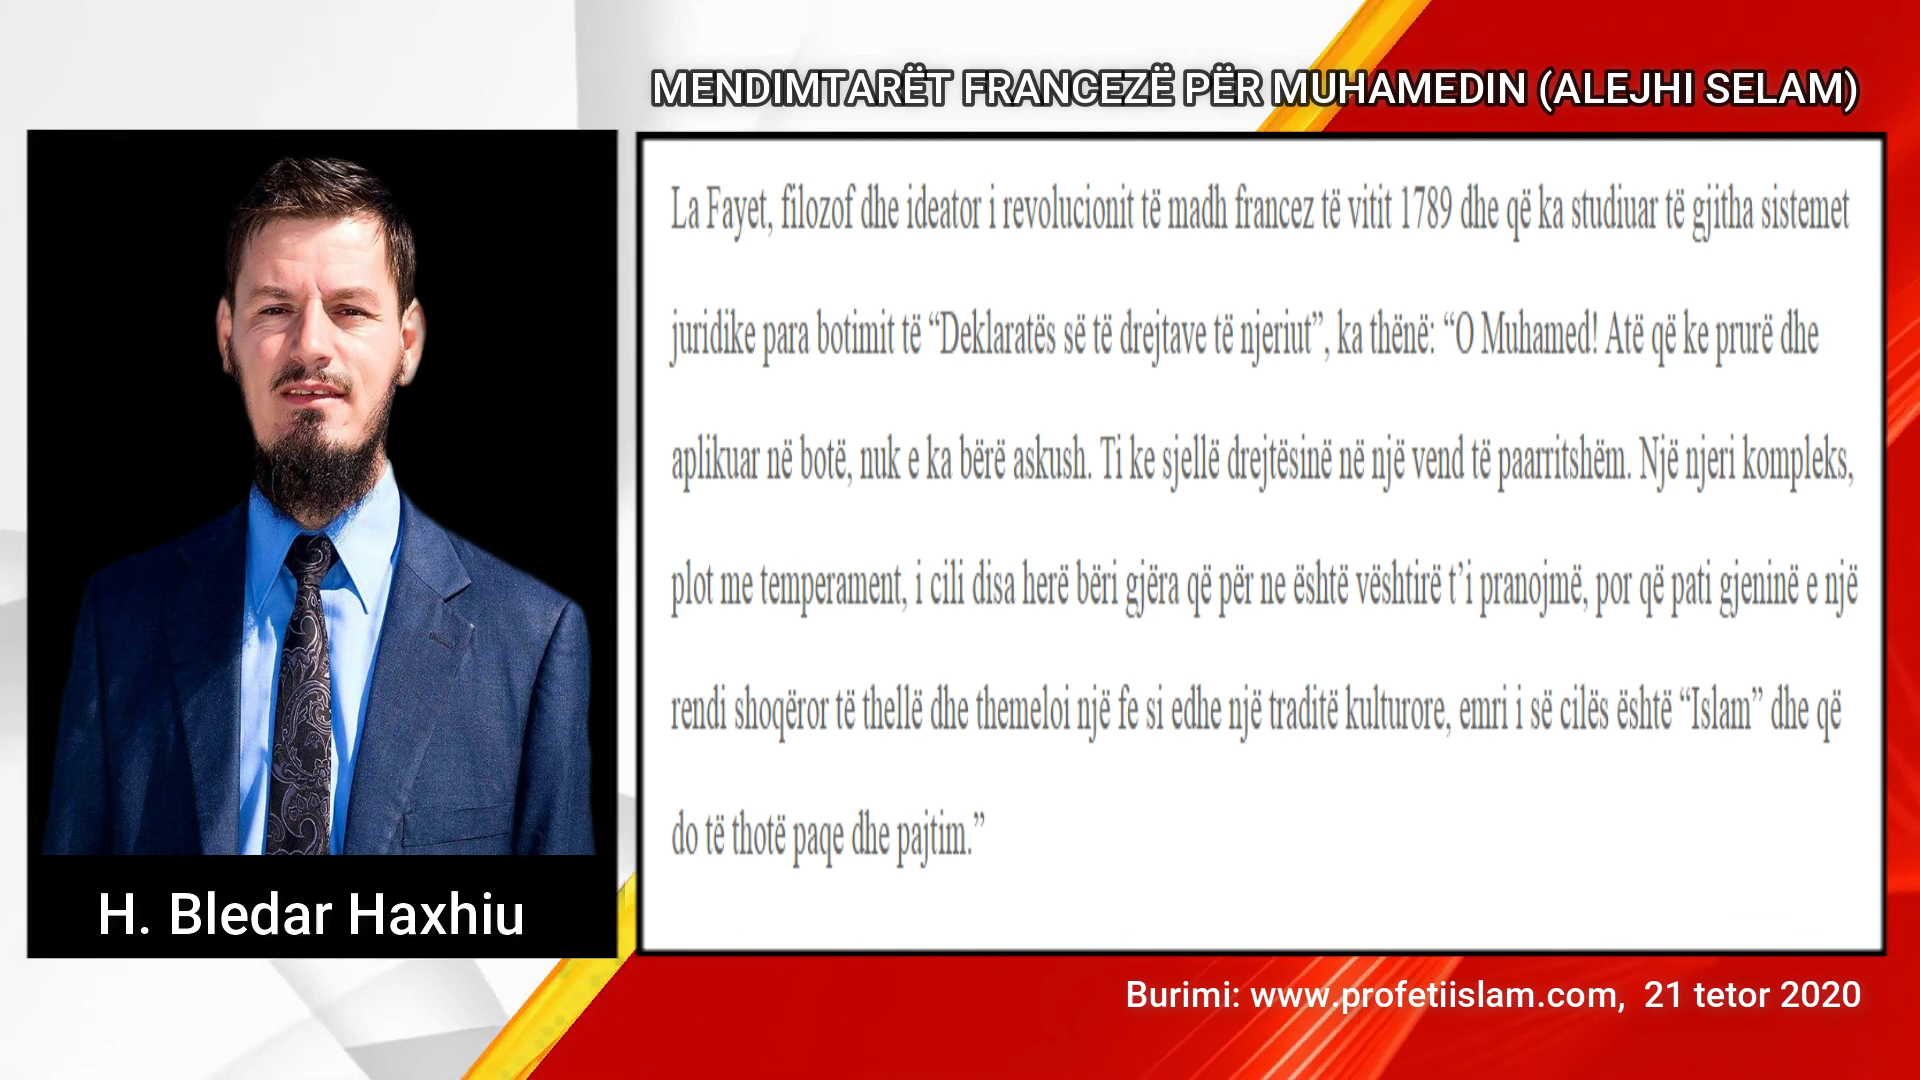 MENDIMTARËT FRANCEZË PËR MUHAMEDIN (ALEJHI SELAM)
La Fayet, filozof dhe ideator i revolucionit të madh francez të vitit 1789 dhe që ka studiuar të gjitha sistemet
juridike para botimit të “Deklaratës së të drejtave të njeriut”, ka thënë: “O Muhamed! Atë që ke prurë dhe
aplikuar në botë, nuk e ka bërë askush. Ti ke sjellë drejtësinë në një vend të paarritshëm. Një njeri kompleks,
plot me temperament, i cili disa herë bëri gjëra që për ne është vështirë t’i pranojmë, por që pati gjeninë e një
rendi shoqëror të thellë dhe themeloi një fe si edhe një traditë kulturore, emri i së cilës është “Islam” dhe që
do të thotë paqe dhe pajtim.”
H. Bledar Haxhiu
Burimi: www.profetiislam.com, 21 tetor 2020